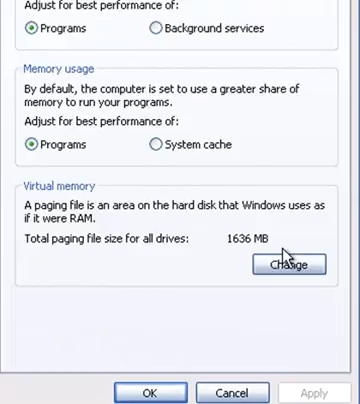 Adjust for best performance of:
Programs Background services
Memory usage
By default, the computer is set to use a greater share of
memory to run your programs.
Adjust for best performance of:
Programs System cache
Virtual memory
A paging file is an area on the hard disk that Windows uses as
if it were RAM.
Total paging file size for all drives: 1636 MB
Change
OK Cancel Apply